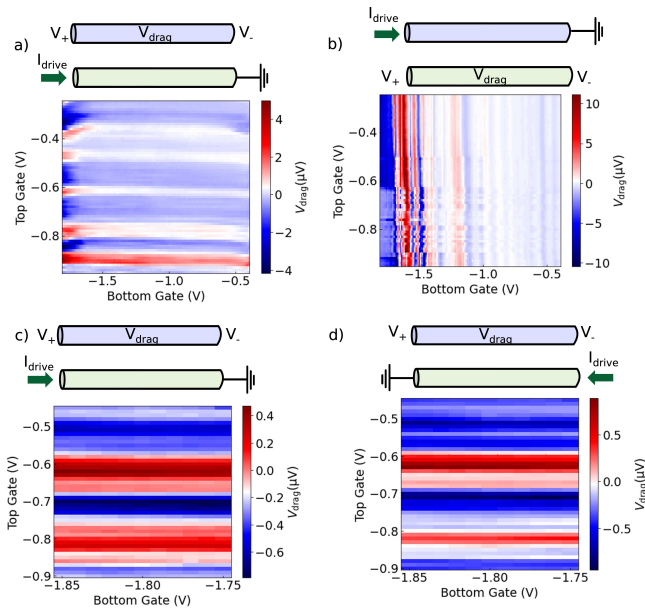 a)
V+ Vdrag V-
Idrive
Top Gate (V)
−0.4
−0.6
−0.8
−1.5 −1.0 −0.5
Bottom Gate (V)
4
2
0
−2
−4
Vdrag(μV)
b)
Idrive
V+ Vdrag V-
Top Gate (V)
−0.4
−0.6
−0.8
−1.5 −1.0 −0.5
Bottom Gate (V)
10
5
0
−5
−10
Vdrag(μV)
c)
V+ Vdrag V-
Idrive
Top Gate (V)
−0.5
−0.6
−0.7
−0.8
−0.9
−1.85 −1.80 −1.75
Bottom Gate (V)
0.4
0.2
0.0
−0.2
−0.4
−0.6
Vdrag(μV)
d)
V+ Vdrag V-
Idrive
Top Gate (V)
−0.5
−0.6
−0.7
−0.8
−0.9
−1.85 −1.80 −1.75
Bottom Gate (V)
0.5
0.0
−0.5
Vdrag(μV)